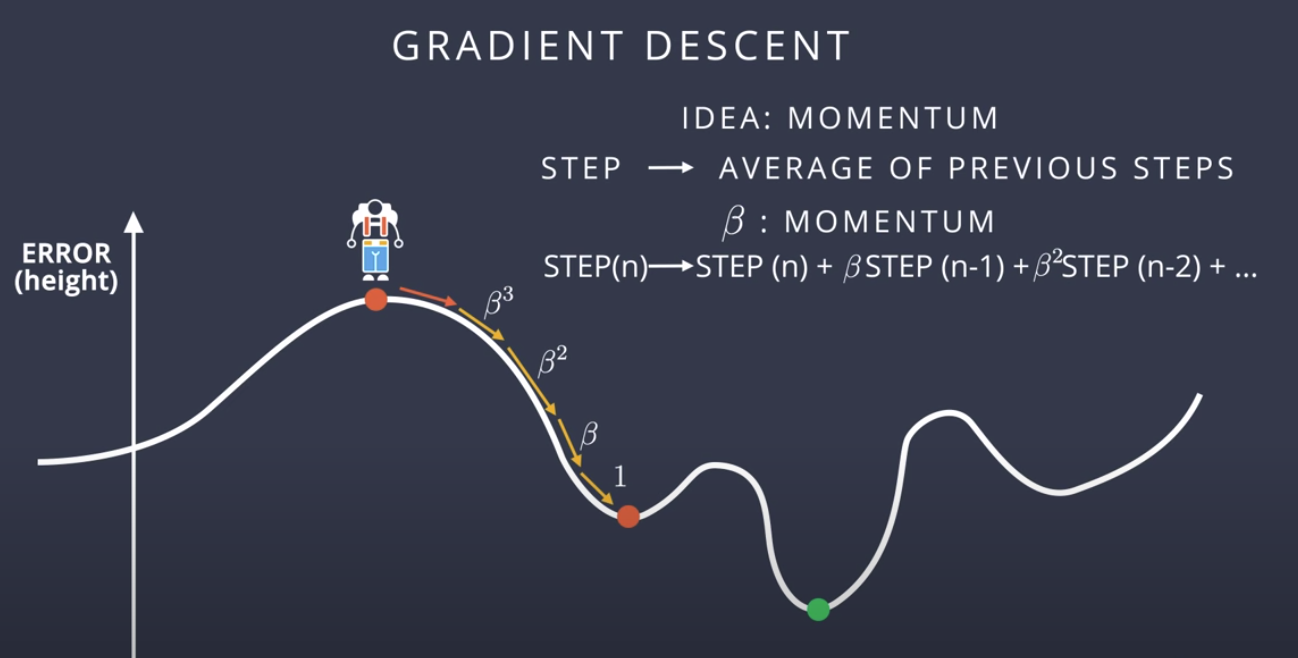 GRADIENT DESCENT
IDEA: MOMENTUM
STEP → AVERAGE OF PREVIOUS STEPS
β : MOMENTUM
STEP(n)→STEP (n) + βSTEP (n-1) + β²STEP (n-2) + ...
ERROR
(height)
β³
β²
β
1